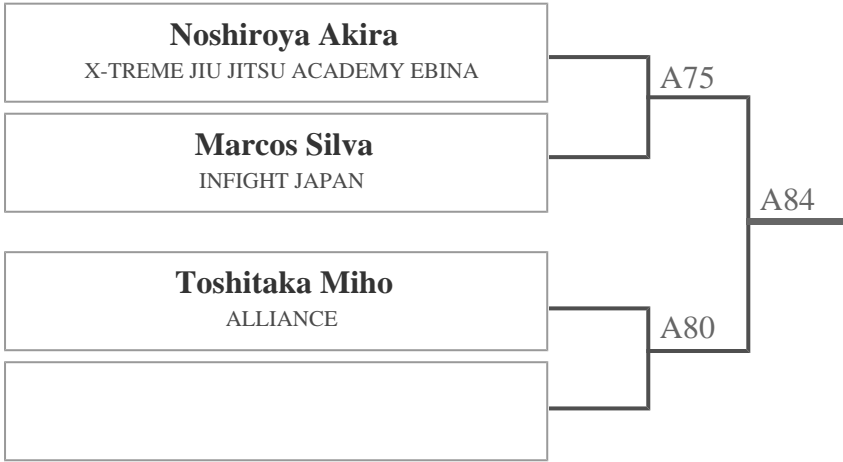 Noshiroya Akira
X-TREME JIU JITSU ACADEMY EBINA
A75
Marcos Silva
INFIGHT JAPAN
A84
Toshitaka Miho
ALLIANCE
A80